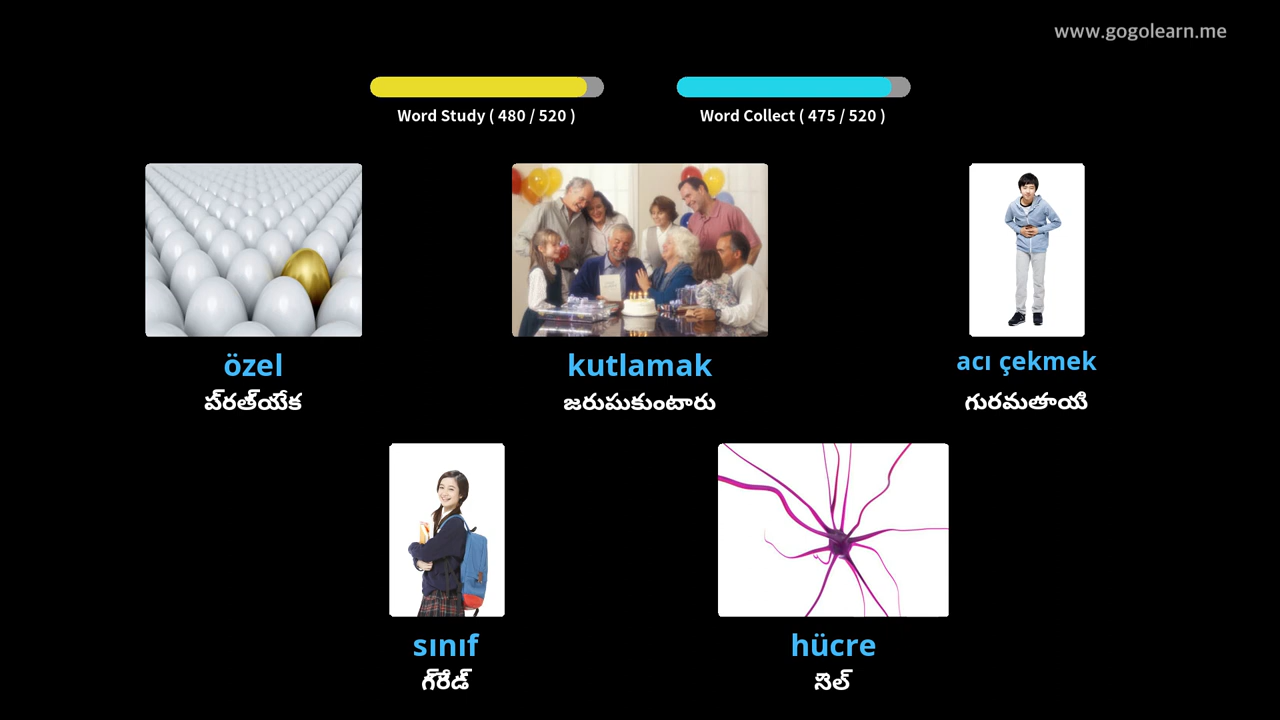 www.gogolearn.me
Word Study ( 480 / 520 )
Word Collect ( 475 / 520 )
özel
ప్రత్యేక
kutlamak
జరుపుకుంటారు
acı çekmek
గురవుతాయి
sınıf
గ్రేడ్
hücre
సెల్